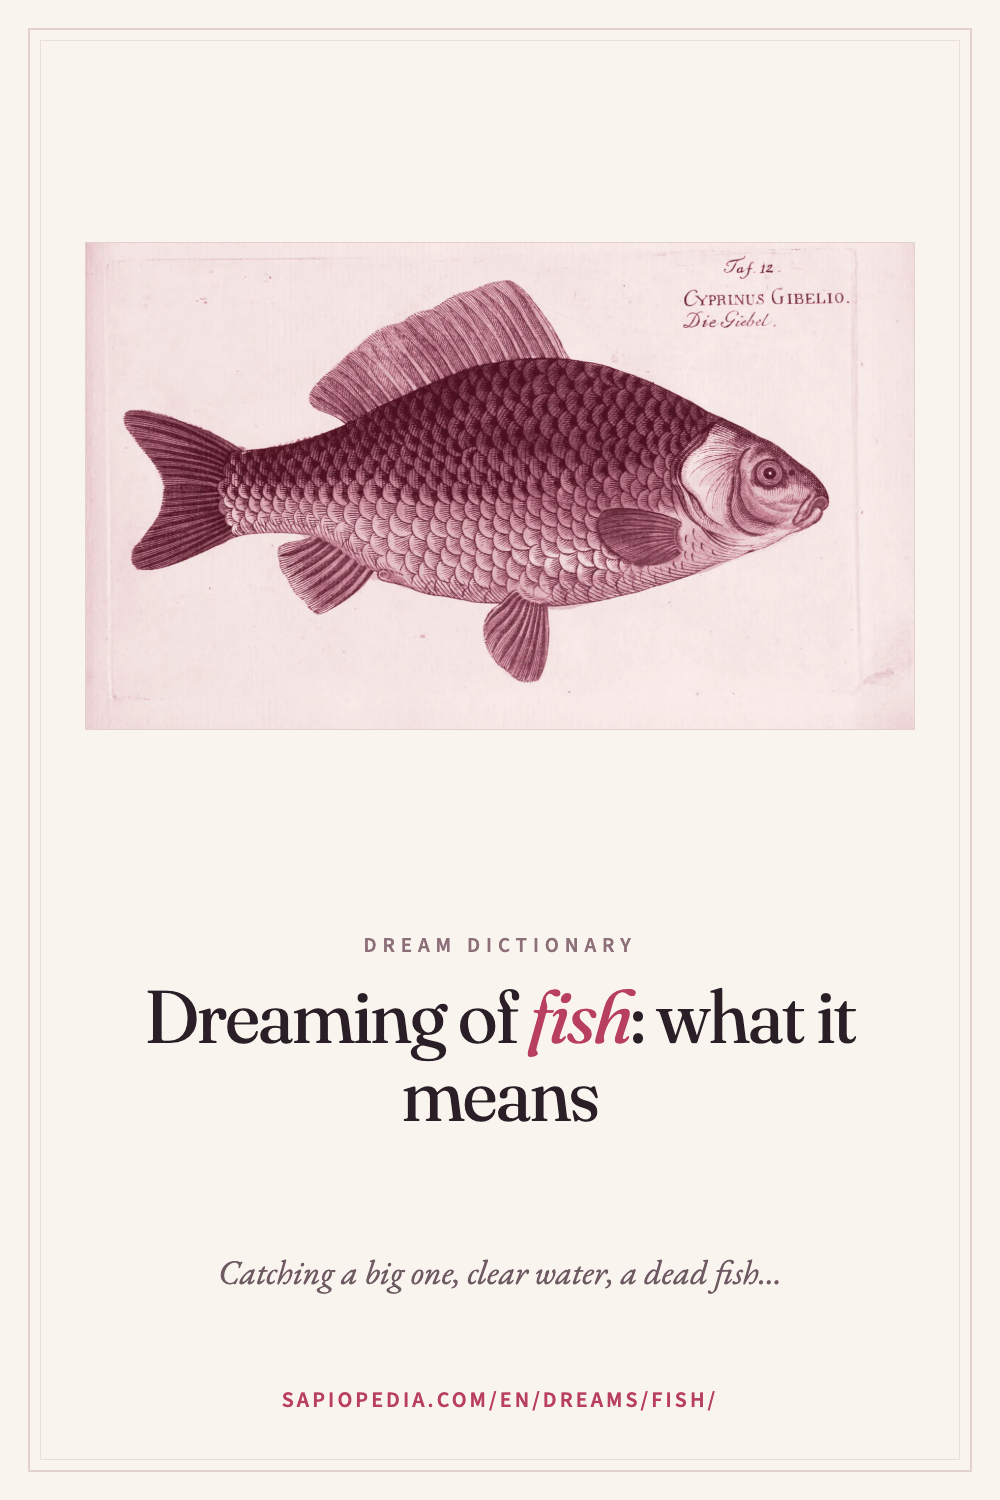 Taf. 12.
CYPRINUS GIBELIO.
Die Giebel.
DREAM DICTIONARY
Dreaming of fish: what it
means
Catching a big one, clear water, a dead fish...
SAPIOPEDIA.COM/EN/DREAMS/FISH/